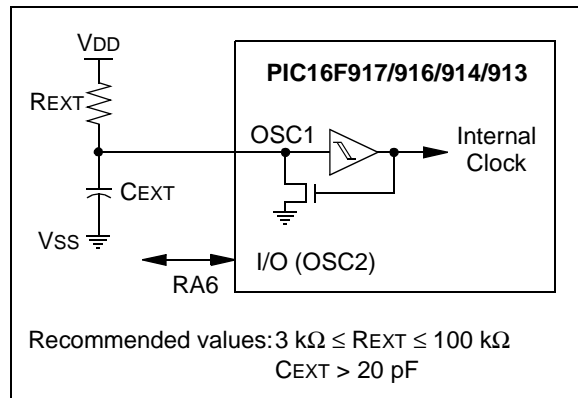 VDD
PIC16F917/916/914/913
REXT
OSC1
Internal
Clock
CEXT
VSS
I/O (OSC2)
RA6
Recommended values: 3 kΩ ≤ REXT ≤ 100 kΩ
CEXT > 20 pF